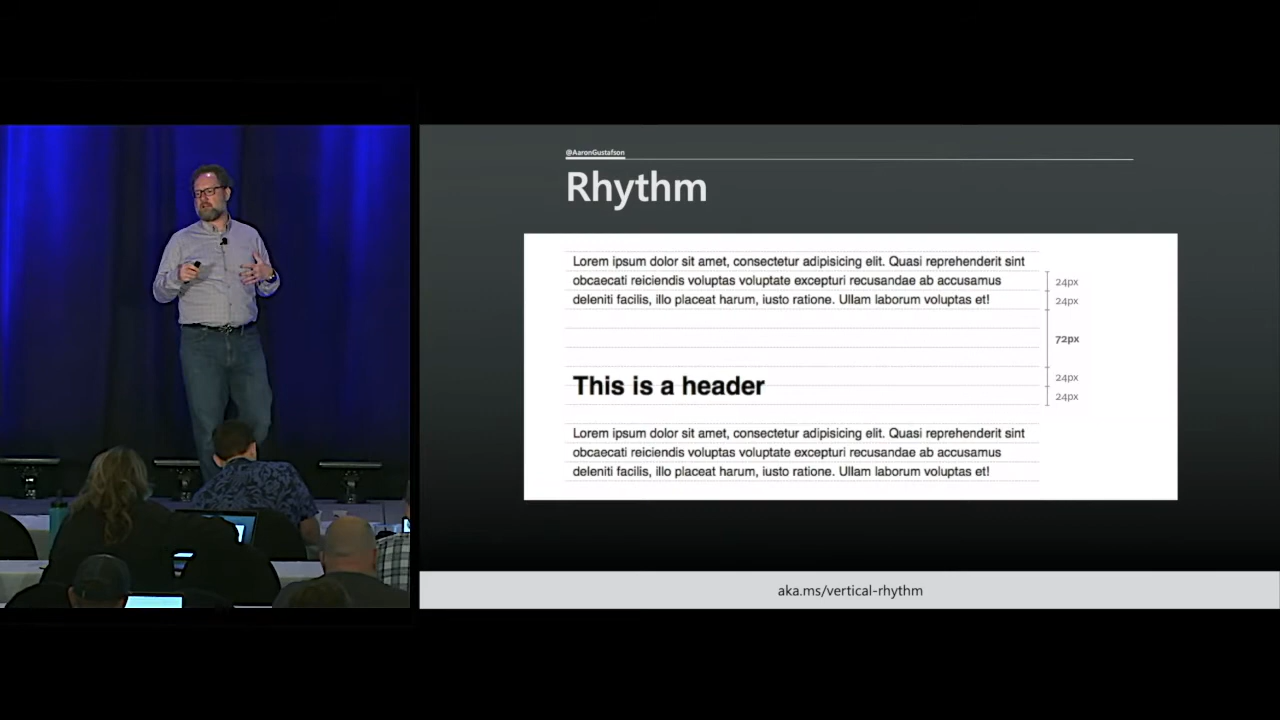 @AaronGustafson
Rhythm
Lorem ipsum dolor sit amet, consectetur adipisicing elit. Quasi reprehenderit sint
obcaecati reiciendis voluptas voluptate excepturi recusandae ab accusamus
deleniti facilis, illo placeat harum, iusto ratione. Ullam laborum voluptas et!
24px
24px
72px
This is a header
24px
24px
Lorem ipsum dolor sit amet, consectetur adipisicing elit. Quasi reprehenderit sint
obcaecati reiciendis voluptas voluptate excepturi recusandae ab accusamus
deleniti facilis, illo placeat harum, iusto ratione. Ullam laborum voluptas et!
aka.ms/vertical-rhythm